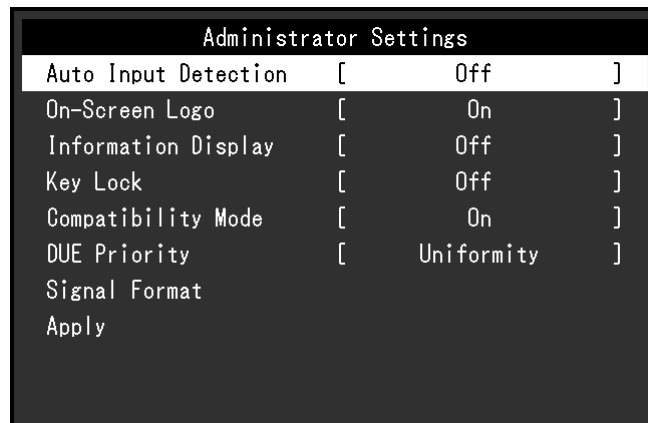 Administrator Settings
Auto Input Detection [ Off ]
On-Screen Logo [ On ]
Information Display [ Off ]
Key Lock [ Off ]
Compatibility Mode [ On ]
DUE Priority [ Uniformity ]
Signal Format
Apply